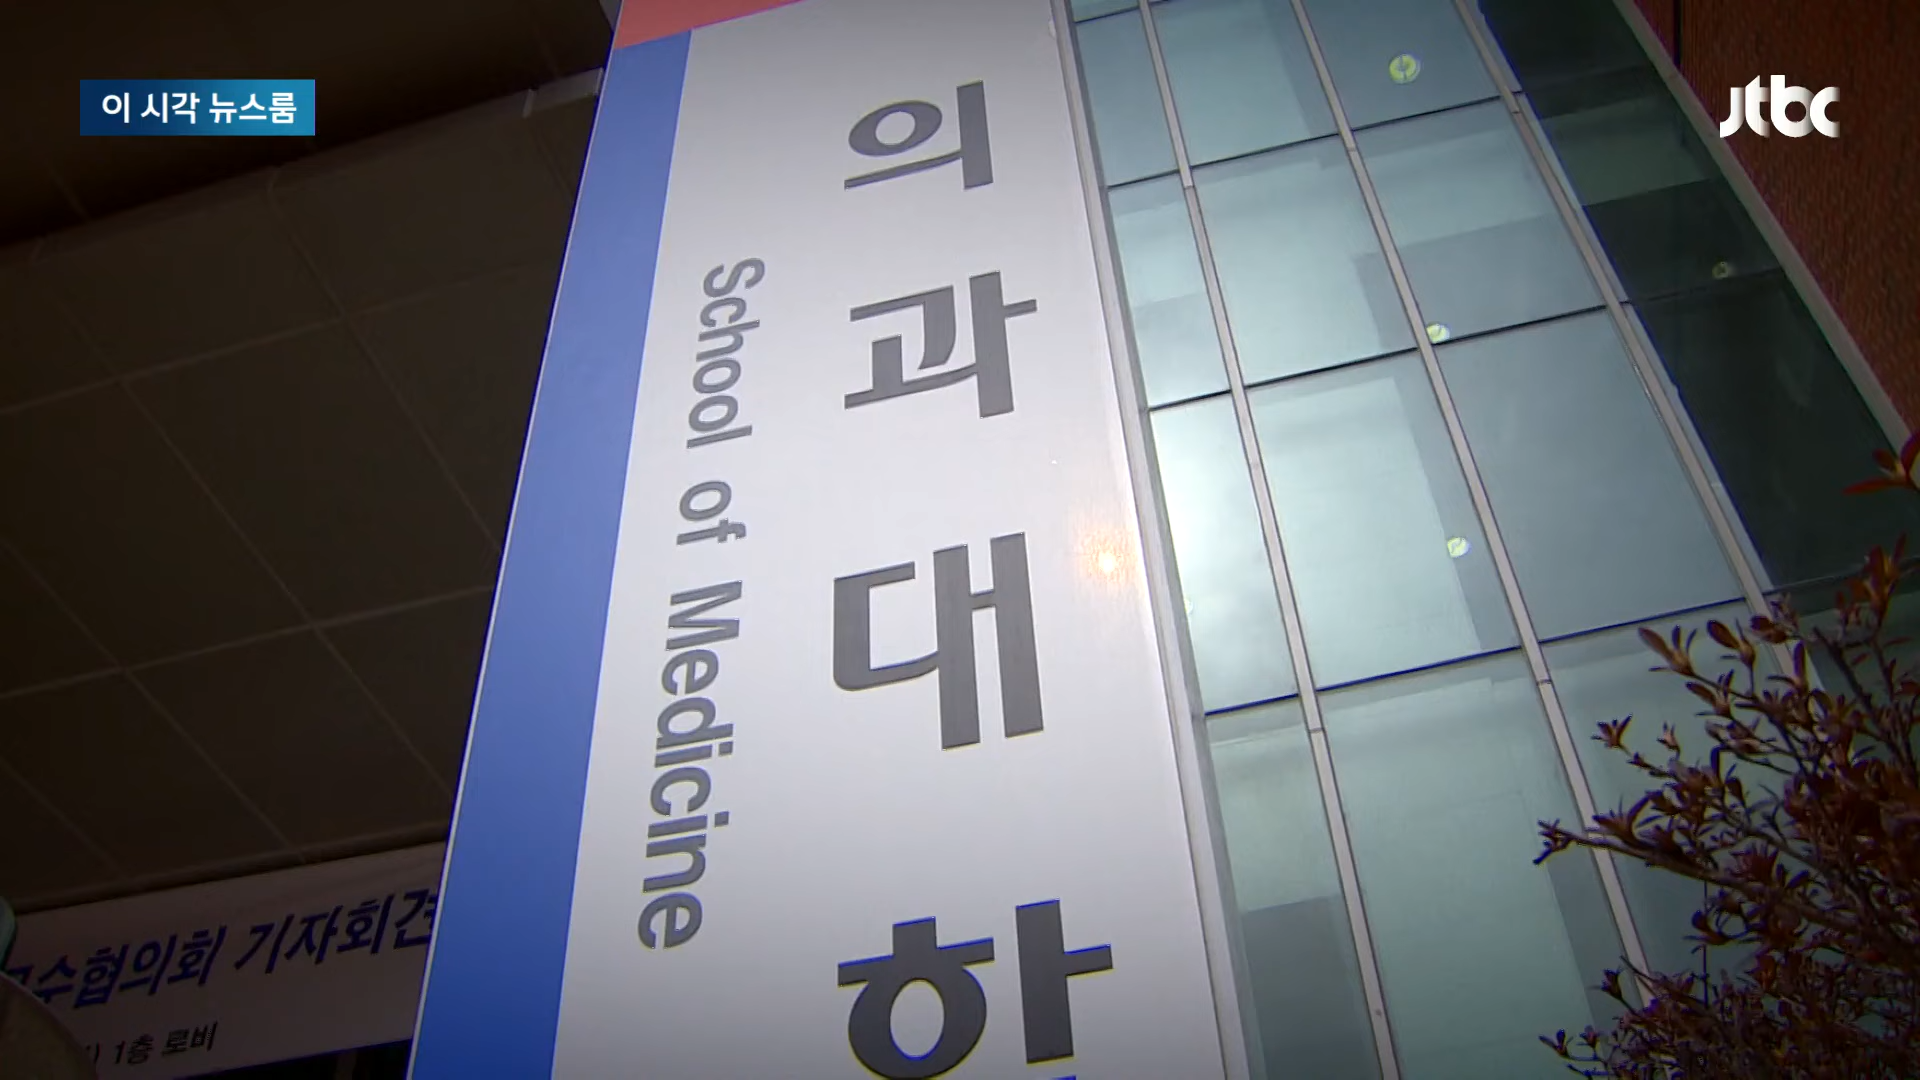 이 시각 뉴스룸
jtbc
의과대학
School of Medicine
교수협의회 기자회견
1층 로비